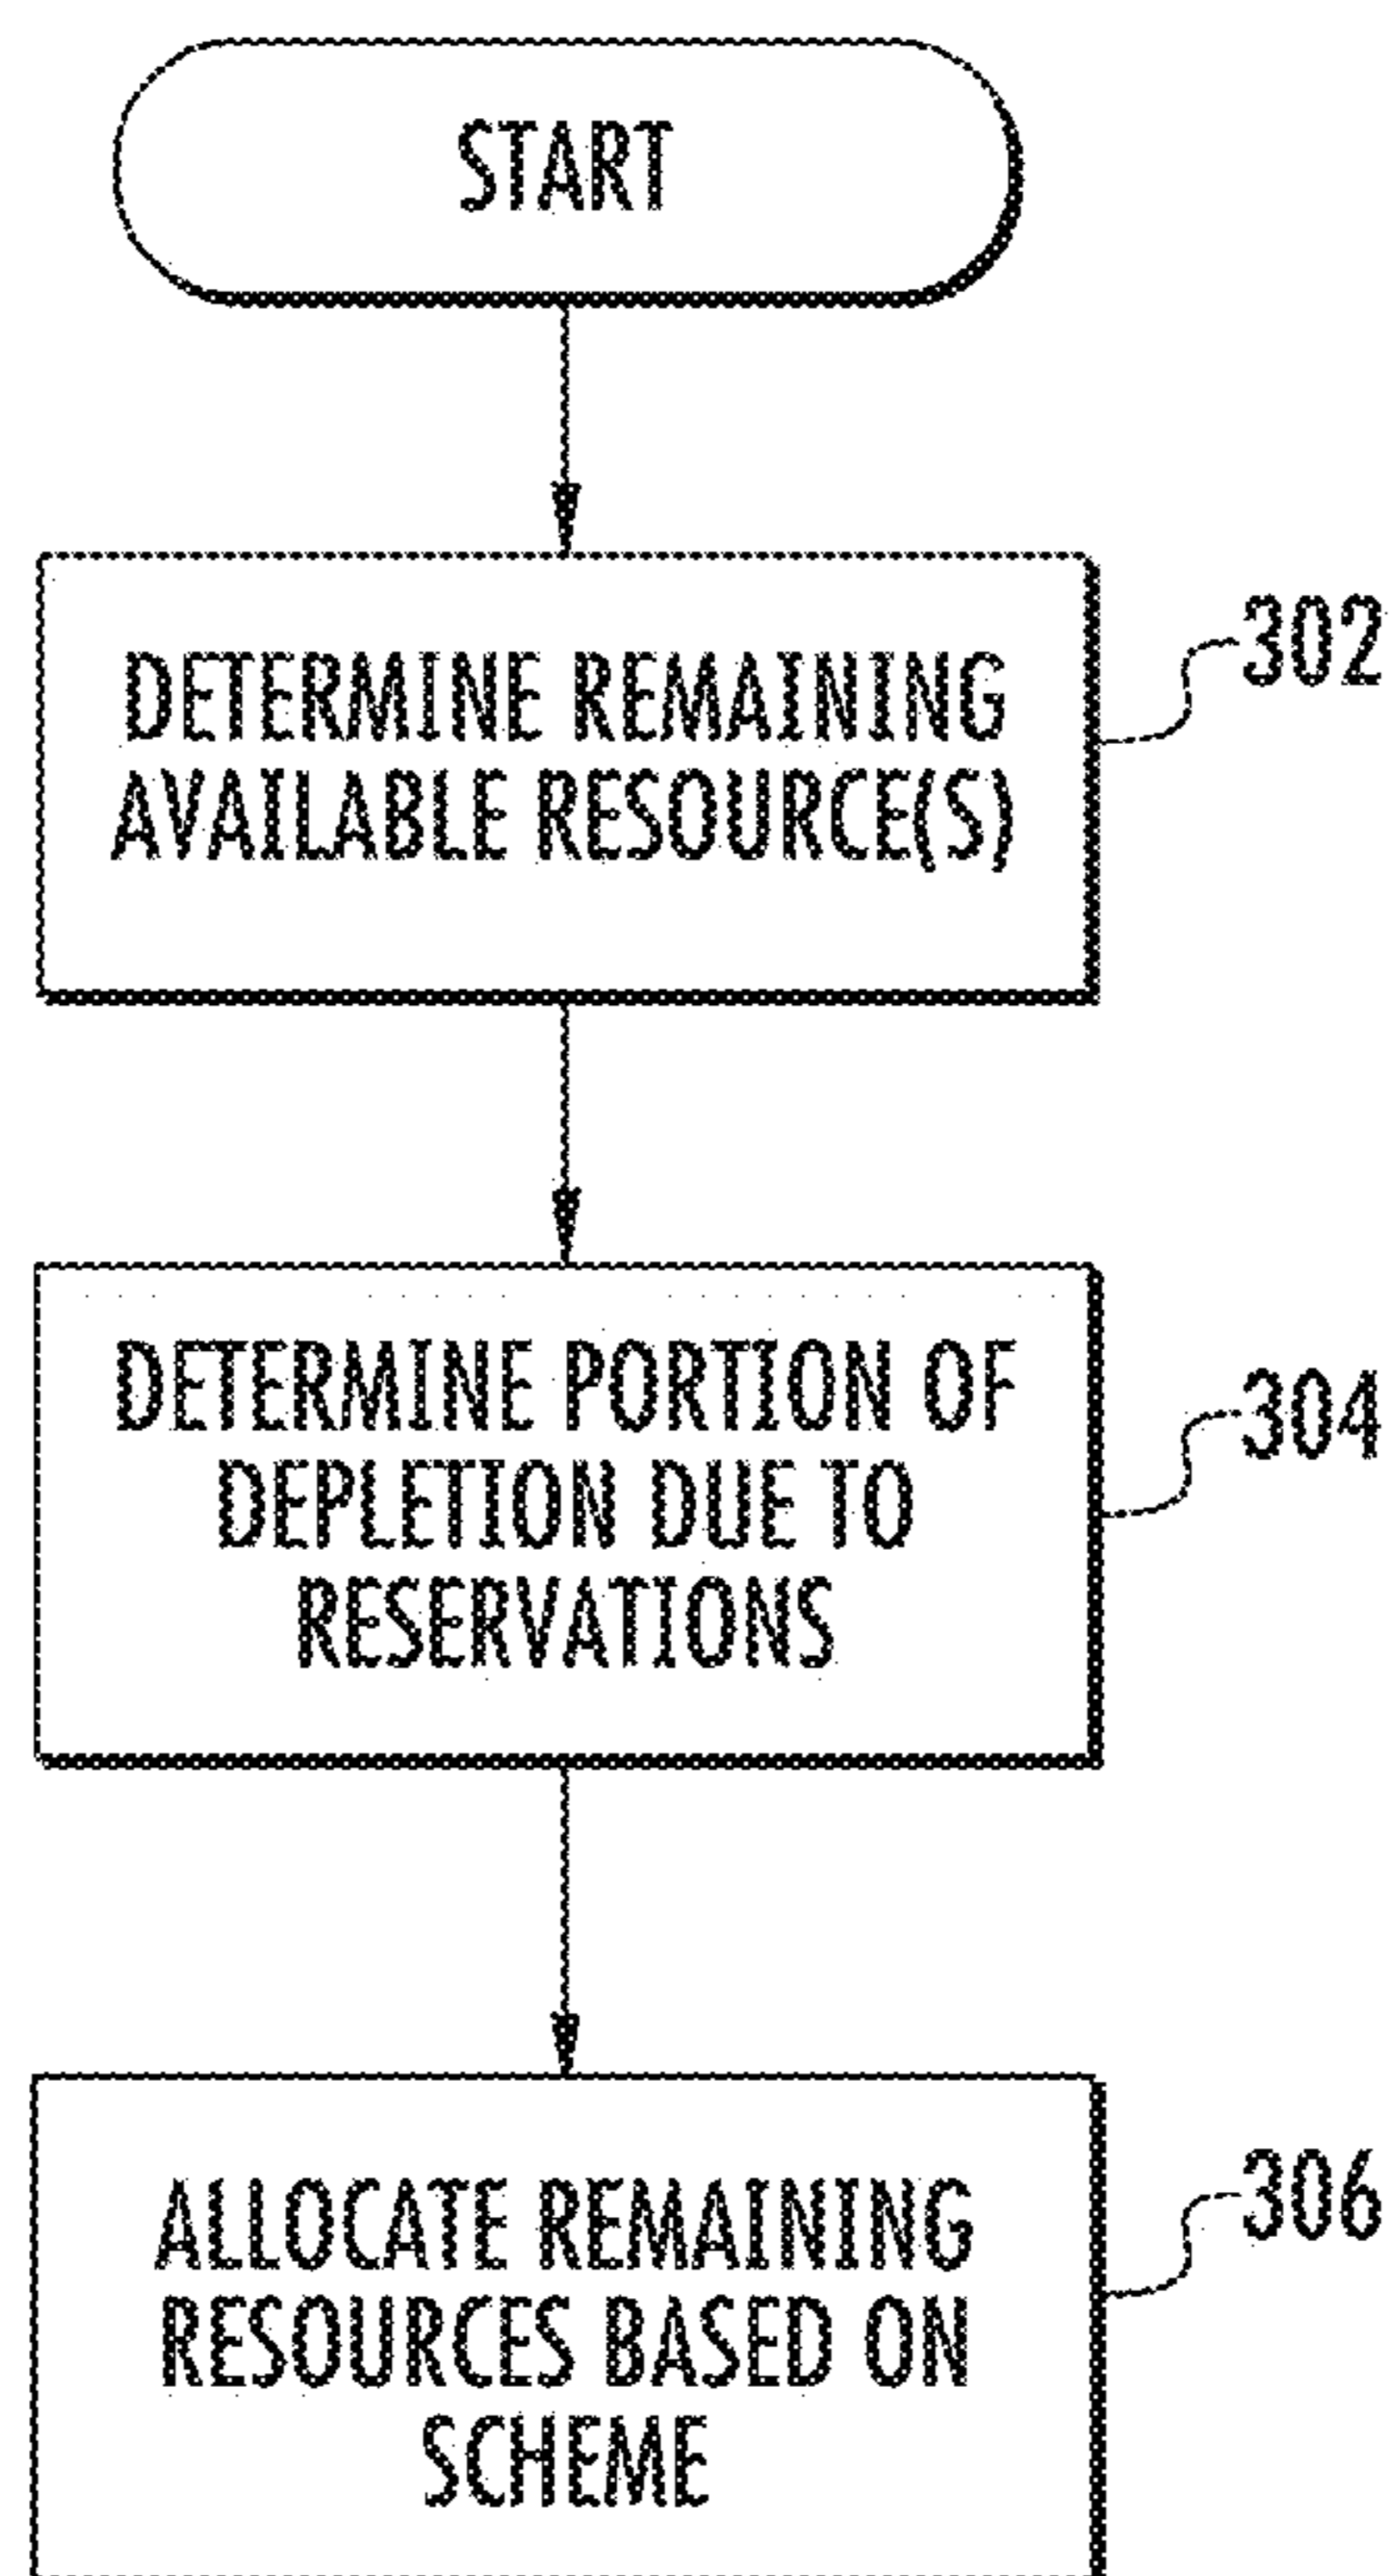 START
DETERMINE REMAINING
AVAILABLE RESOURCE(S)
302
DETERMINE PORTION OF
DEPLETION DUE TO
RESERVATIONS
304
ALLOCATE REMAINING
RESOURCES BASED ON
SCHEME
306